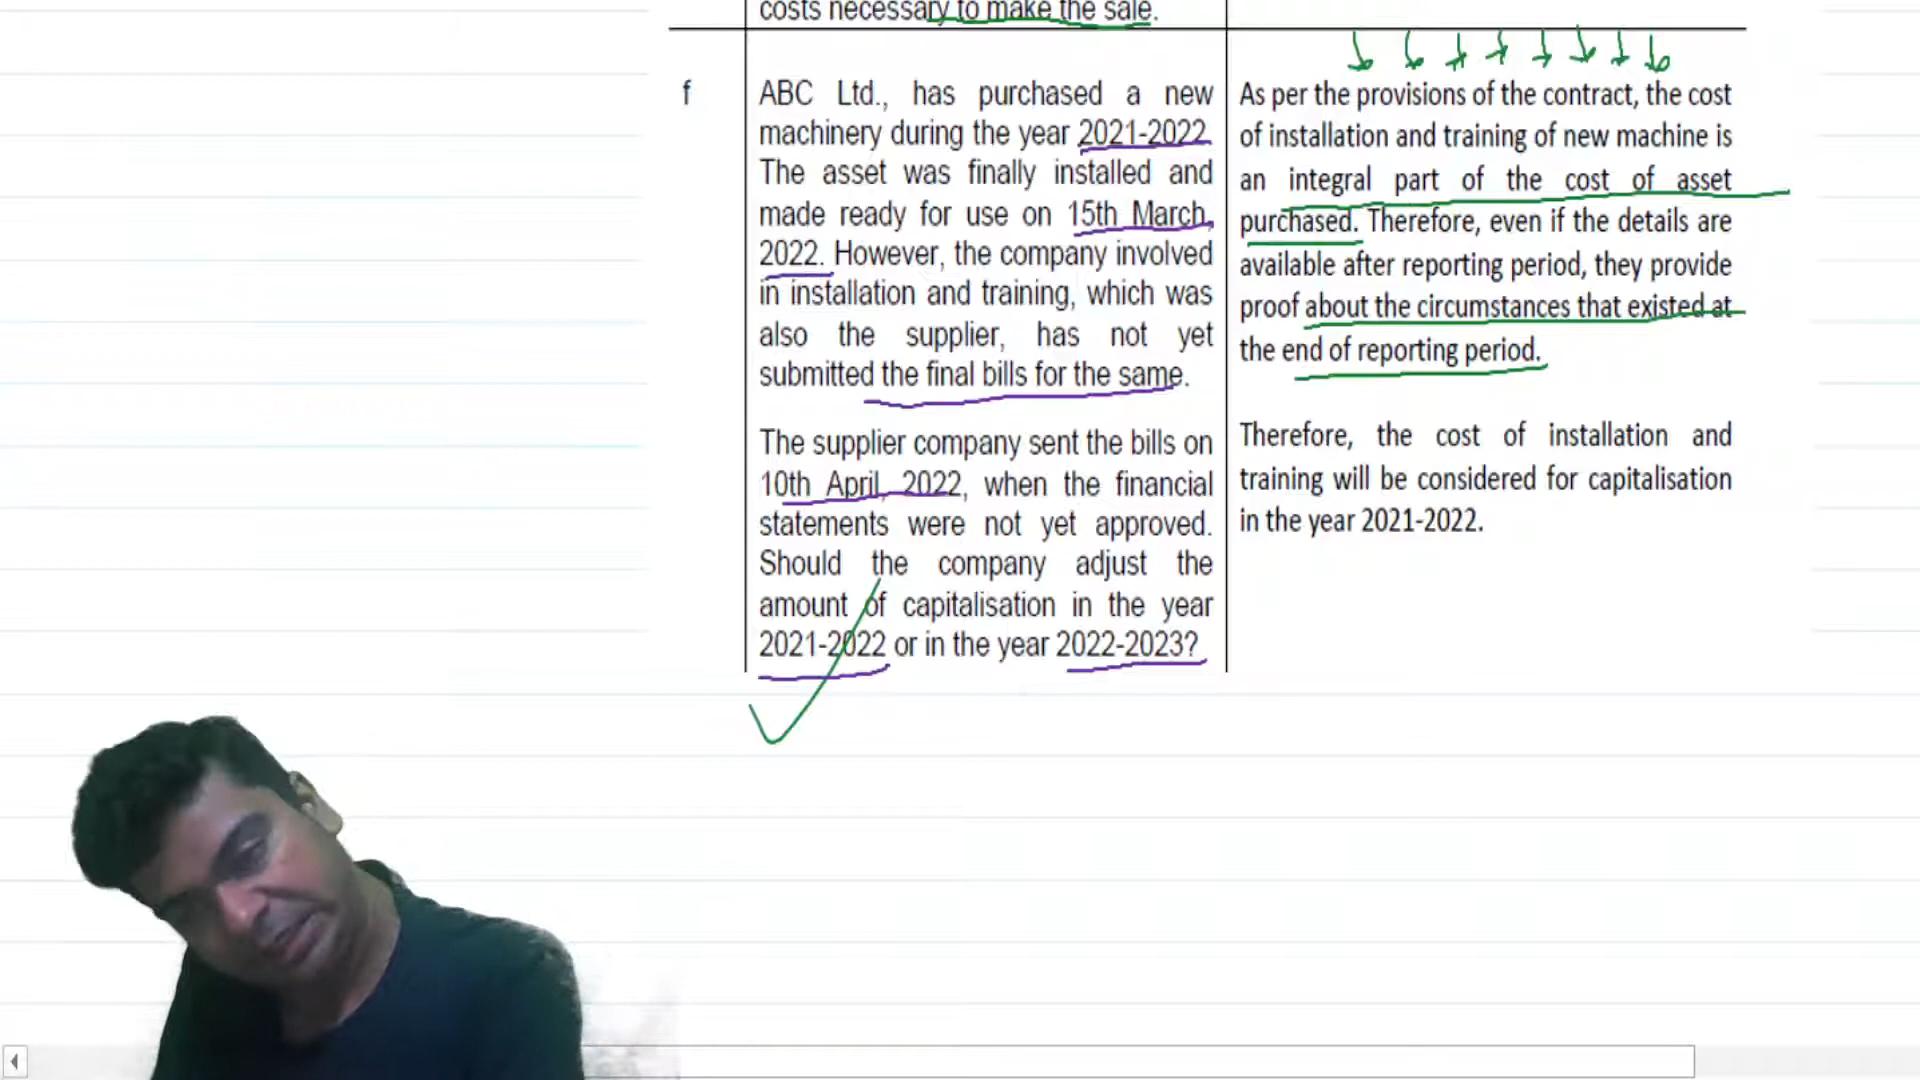 costs necessary to make the sale.
f
ABC Ltd., has purchased a new
machinery during the year 2021-2022
The asset was finally installed and
made ready for use on 15th March,
2022. However, the company involved
in installation and training, which was
also the supplier, has not yet
submitted the final bills for the same.
The supplier company sent the bills on
10th April, 2022, when the financial
statements were not yet approved.
Should the company adjust the
amount of capitalisation in the year
2021-2022 or in the year 2022-2023?
As per the provisions of the contract, the cost
of installation and training of new machine is
an integral part of the cost of asset
purchased. Therefore, even if the details are
available after reporting period, they provide
proof about the circumstances that existed at
the end of reporting period.
Therefore, the cost of installation and
training will be considered for capitalisation
in the year 2021-2022.